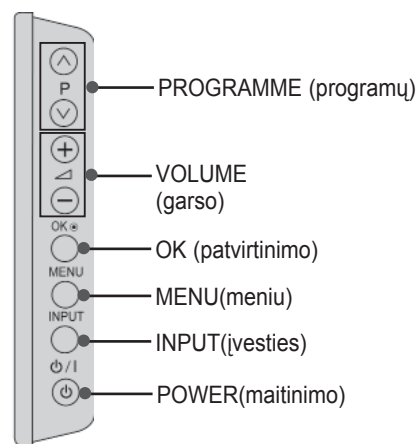 P
PROGRAMME (programų)
VOLUME
(garso)
OK
OK (patvirtinimo)
MENU
MENU(meniu)
INPUT
INPUT(įvesties)
⏻/I
POWER(maitinimo)